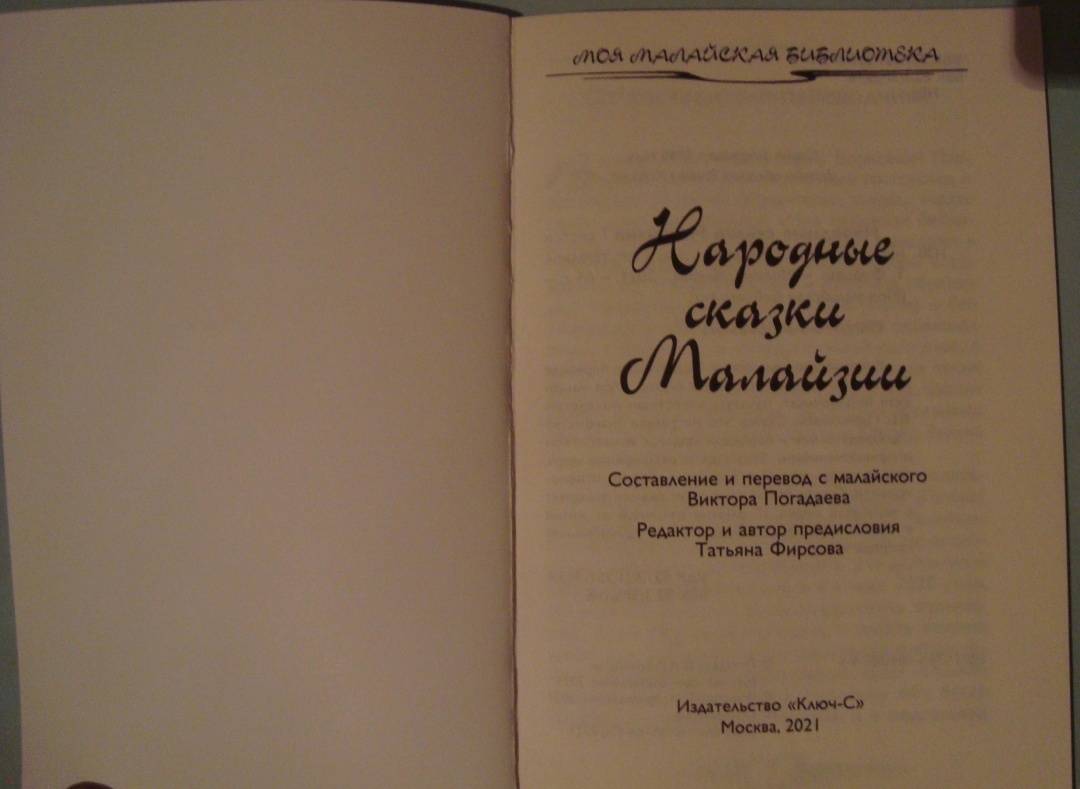 МОЯ МАЛАЙСКАЯ БИБЛИОТЕКА
Народные
сказки
Малайзии
Составление и перевод с малайского
Виктора Погадаева
Редактор и автор предисловия
Татьяна Фирсова
Издательство «Ключ-С»
Москва, 2021